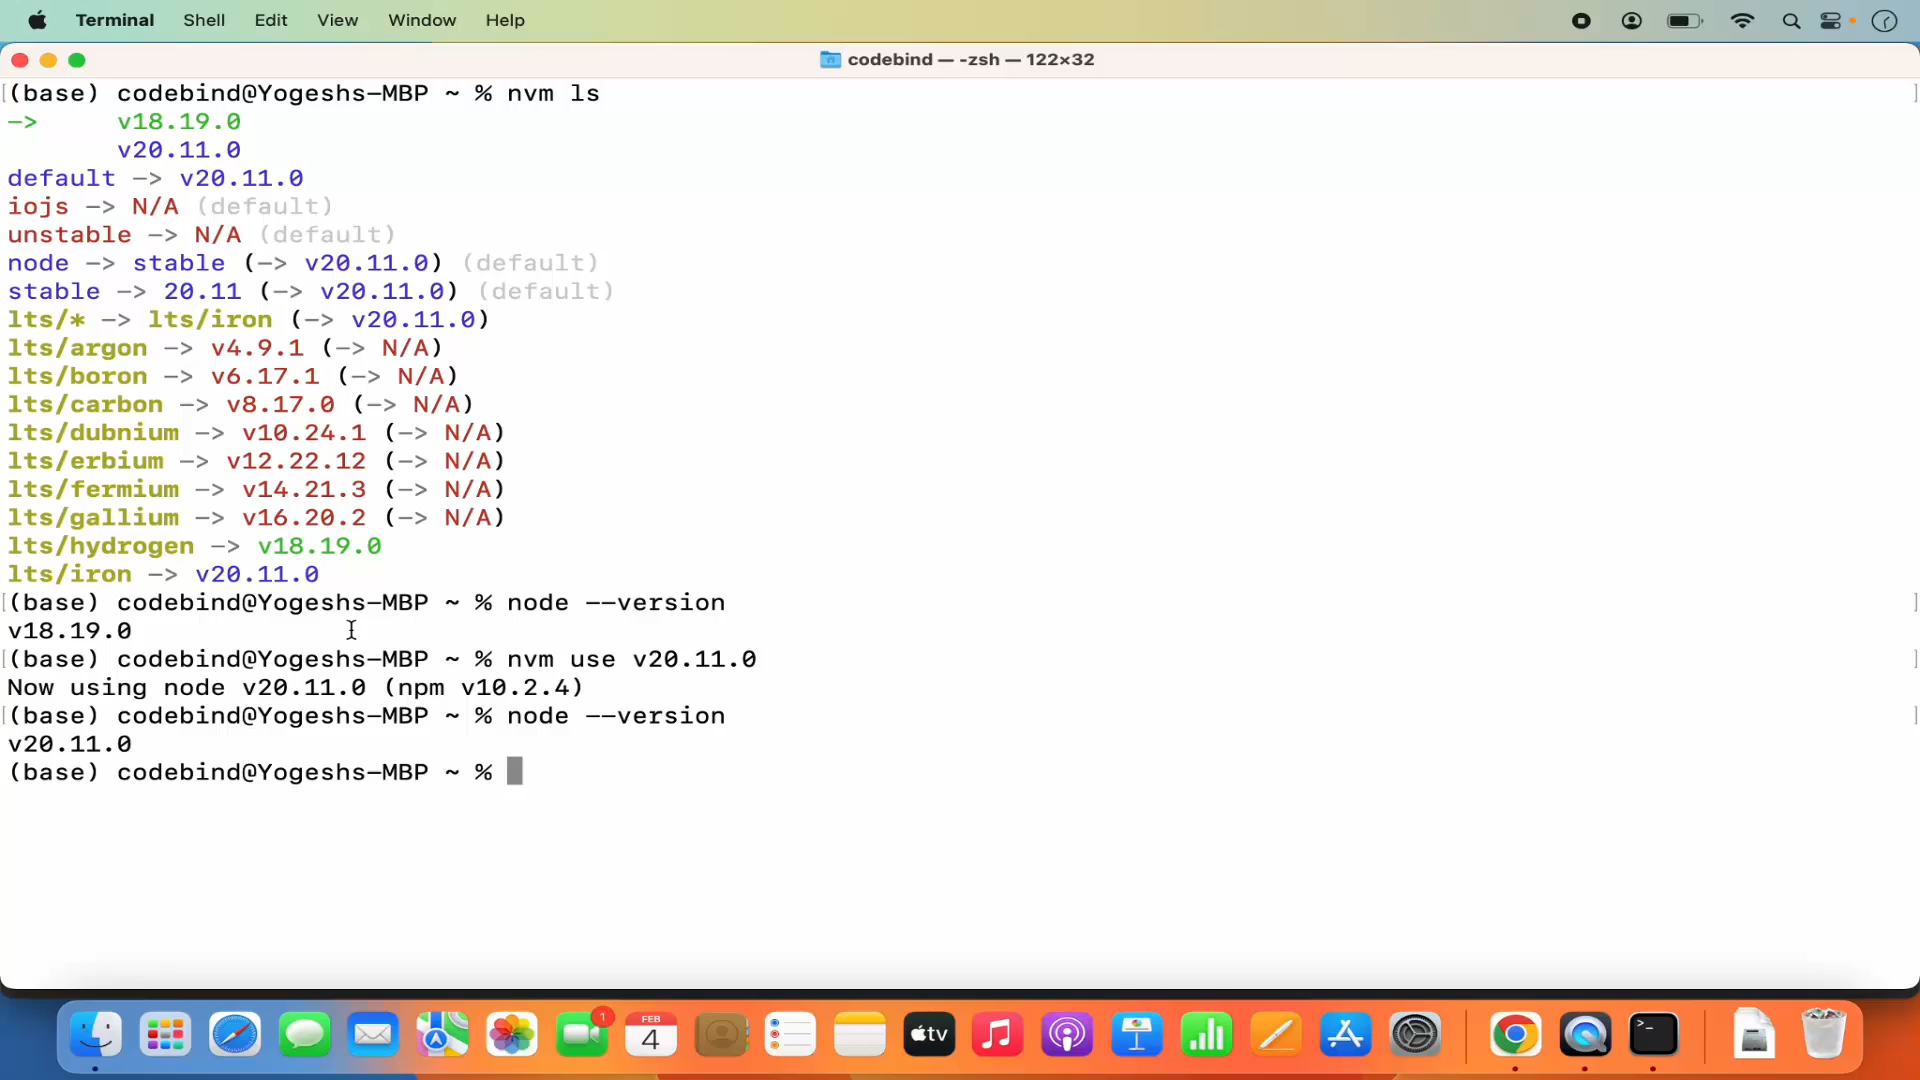 Terminal Shell Edit View Window Help
codebind — -zsh — 122×32
(base) codebind@Yogeshs-MBP ~ % nvm ls
-> v18.19.0
v20.11.0
default -> v20.11.0
iojs -> N/A (default)
unstable -> N/A (default)
node -> stable (-> v20.11.0) (default)
stable -> 20.11 (-> v20.11.0) (default)
lts/* -> lts/iron (-> v20.11.0)
lts/argon -> v4.9.1 (-> N/A)
lts/boron -> v6.17.1 (-> N/A)
lts/carbon -> v8.17.0 (-> N/A)
lts/dubnium -> v10.24.1 (-> N/A)
lts/erbium -> v12.22.12 (-> N/A)
lts/fermium -> v14.21.3 (-> N/A)
lts/gallium -> v16.20.2 (-> N/A)
lts/hydrogen -> v18.19.0
lts/iron -> v20.11.0
(base) codebind@Yogeshs-MBP ~ % node --version
v18.19.0
(base) codebind@Yogeshs-MBP ~ % nvm use v20.11.0
Now using node v20.11.0 (npm v10.2.4)
(base) codebind@Yogeshs-MBP ~ % node --version
v20.11.0
(base) codebind@Yogeshs-MBP ~ %
1
FEB
4
tv
>_